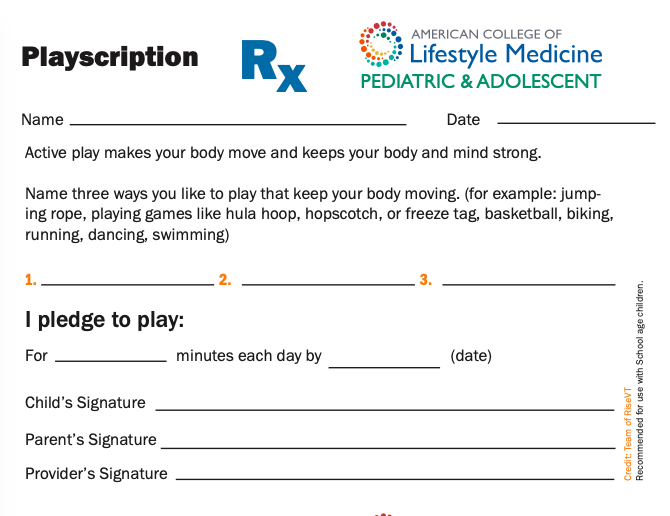 Playscription
Rx
AMERICAN COLLEGE OF
Lifestyle Medicine
PEDIATRIC & ADOLESCENT
Name
Date
Active play makes your body move and keeps your body and mind strong.
Name three ways you like to play that keep your body moving. (for example: jump-
ing rope, playing games like hula hoop, hopscotch, or freeze tag, basketball, biking,
running, dancing, swimming)
1. 2. 3.
I pledge to play:
For minutes each day by (date)
Child's Signature
Parent's Signature
Provider's Signature
Credit: Team of RiseVT
Recommended for use with School age children.